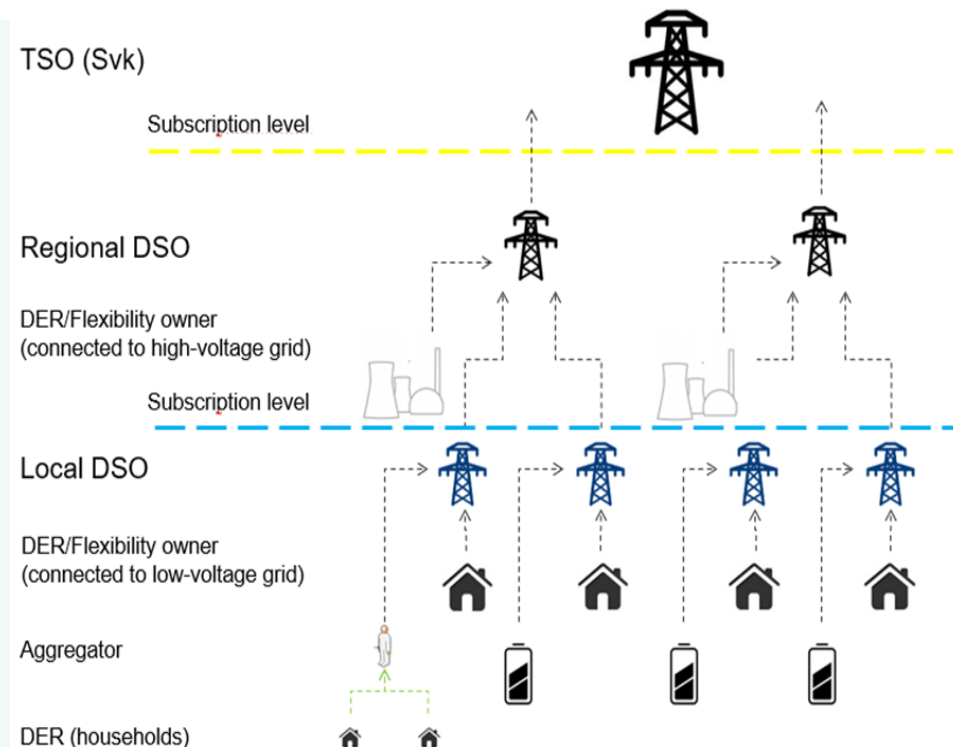 TSO (Svk)
Subscription level
Regional DSO
DER/Flexibility owner
(connected to high-voltage grid)
Subscription level
Local DSO
DER/Flexibility owner
(connected to low-voltage grid)
Aggregator
DER (households)